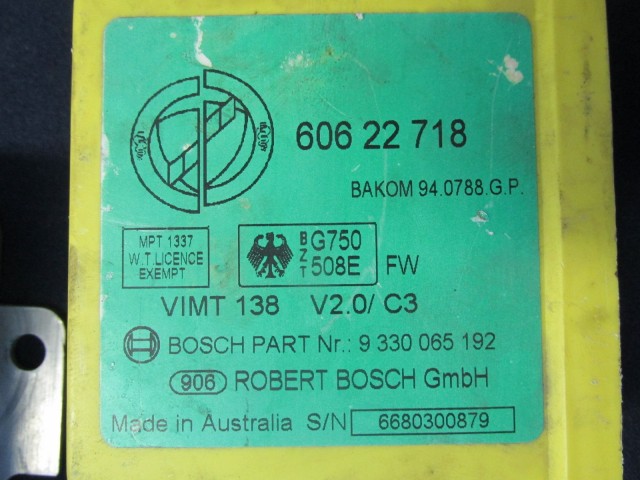 606 22 718
BAKOM 94.0788.G.P.
MPT 1337
W.T.LICENCE
EXEMPT
BZT
G750
508E
FW
VIMT 138 V2.0/ C3
BOSCH PART Nr.: 9 330 065 192
906 ROBERT BOSCH GmbH
Made in Australia S/N 6680300879